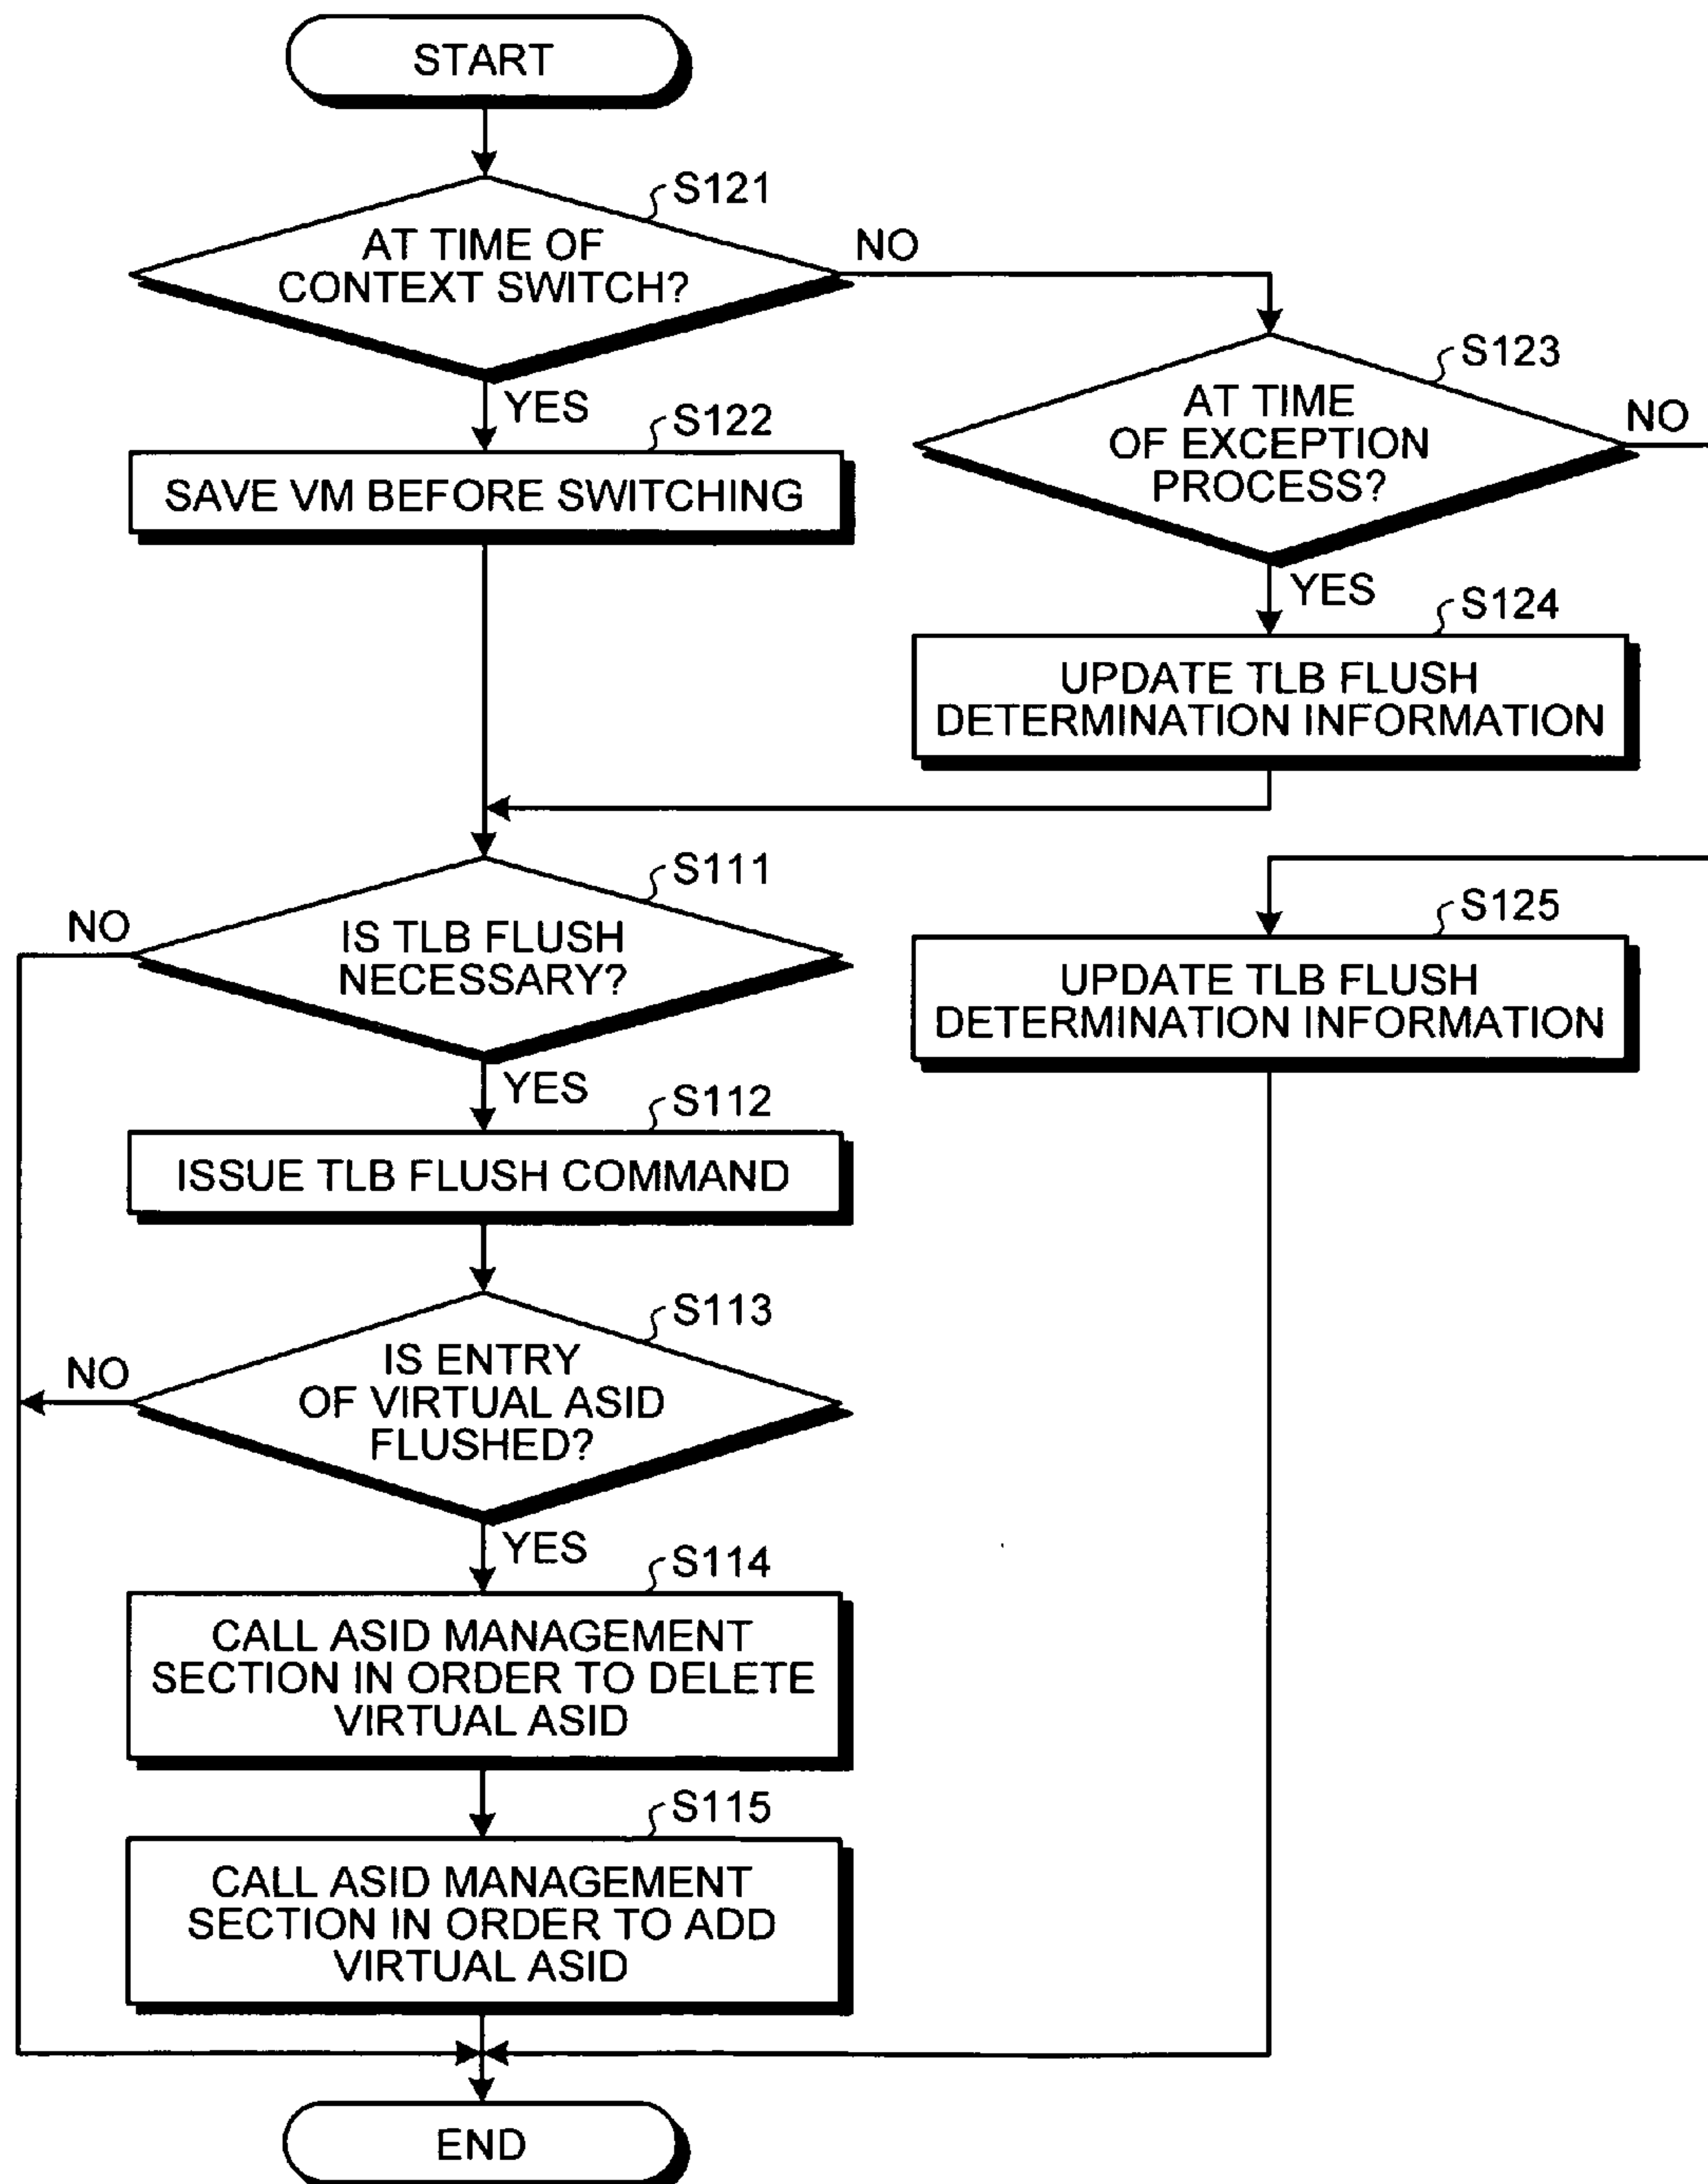 START
S121
AT TIME OF
CONTEXT SWITCH?
NO
YES
S122
SAVE VM BEFORE SWITCHING
S123
AT TIME
OF EXCEPTION
PROCESS?
NO
YES
S124
UPDATE TLB FLUSH
DETERMINATION INFORMATION
S111
IS TLB FLUSH
NECESSARY?
NO
YES
S125
UPDATE TLB FLUSH
DETERMINATION INFORMATION
S112
ISSUE TLB FLUSH COMMAND
S113
IS ENTRY
OF VIRTUAL ASID
FLUSHED?
NO
YES
S114
CALL ASID MANAGEMENT
SECTION IN ORDER TO DELETE
VIRTUAL ASID
S115
CALL ASID MANAGEMENT
SECTION IN ORDER TO ADD
VIRTUAL ASID
END